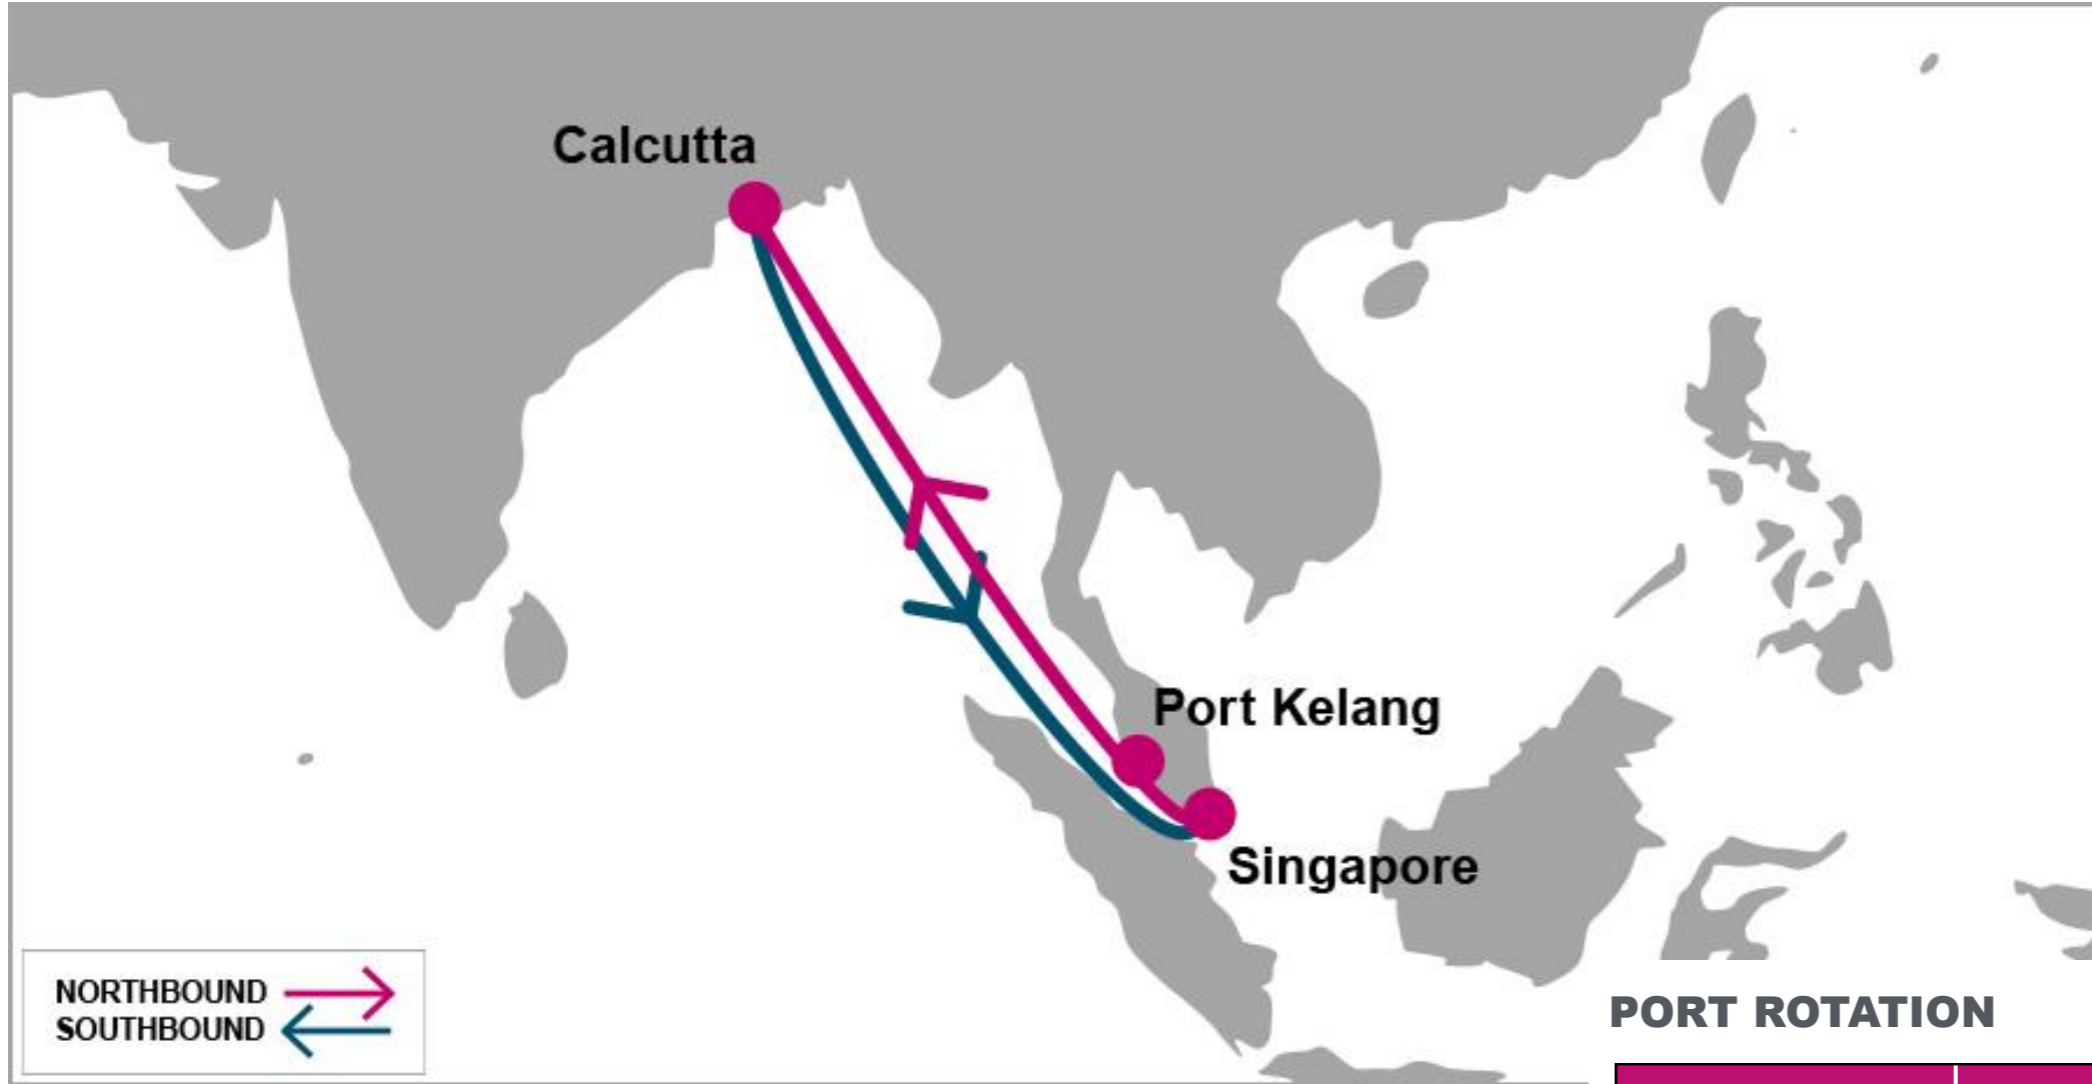 Calcutta
Port Kelang
Singapore
NORTHBOUND
SOUTHBOUND
PORT ROTATION